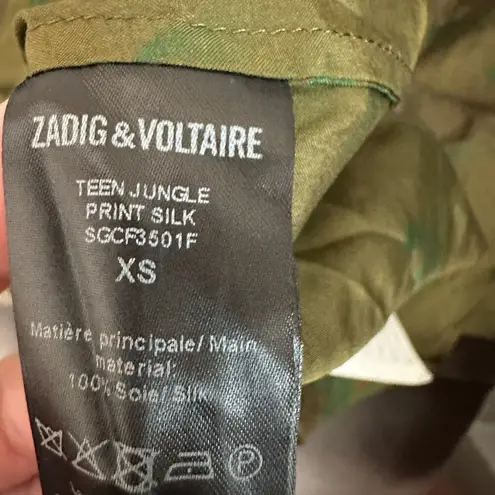 ZADIG & VOLTAIRE
TEEN JUNGLE
PRINT SILK
SGCF3501F
XS
Matière principale/ Main
material:
100% Soie/ Silk
P